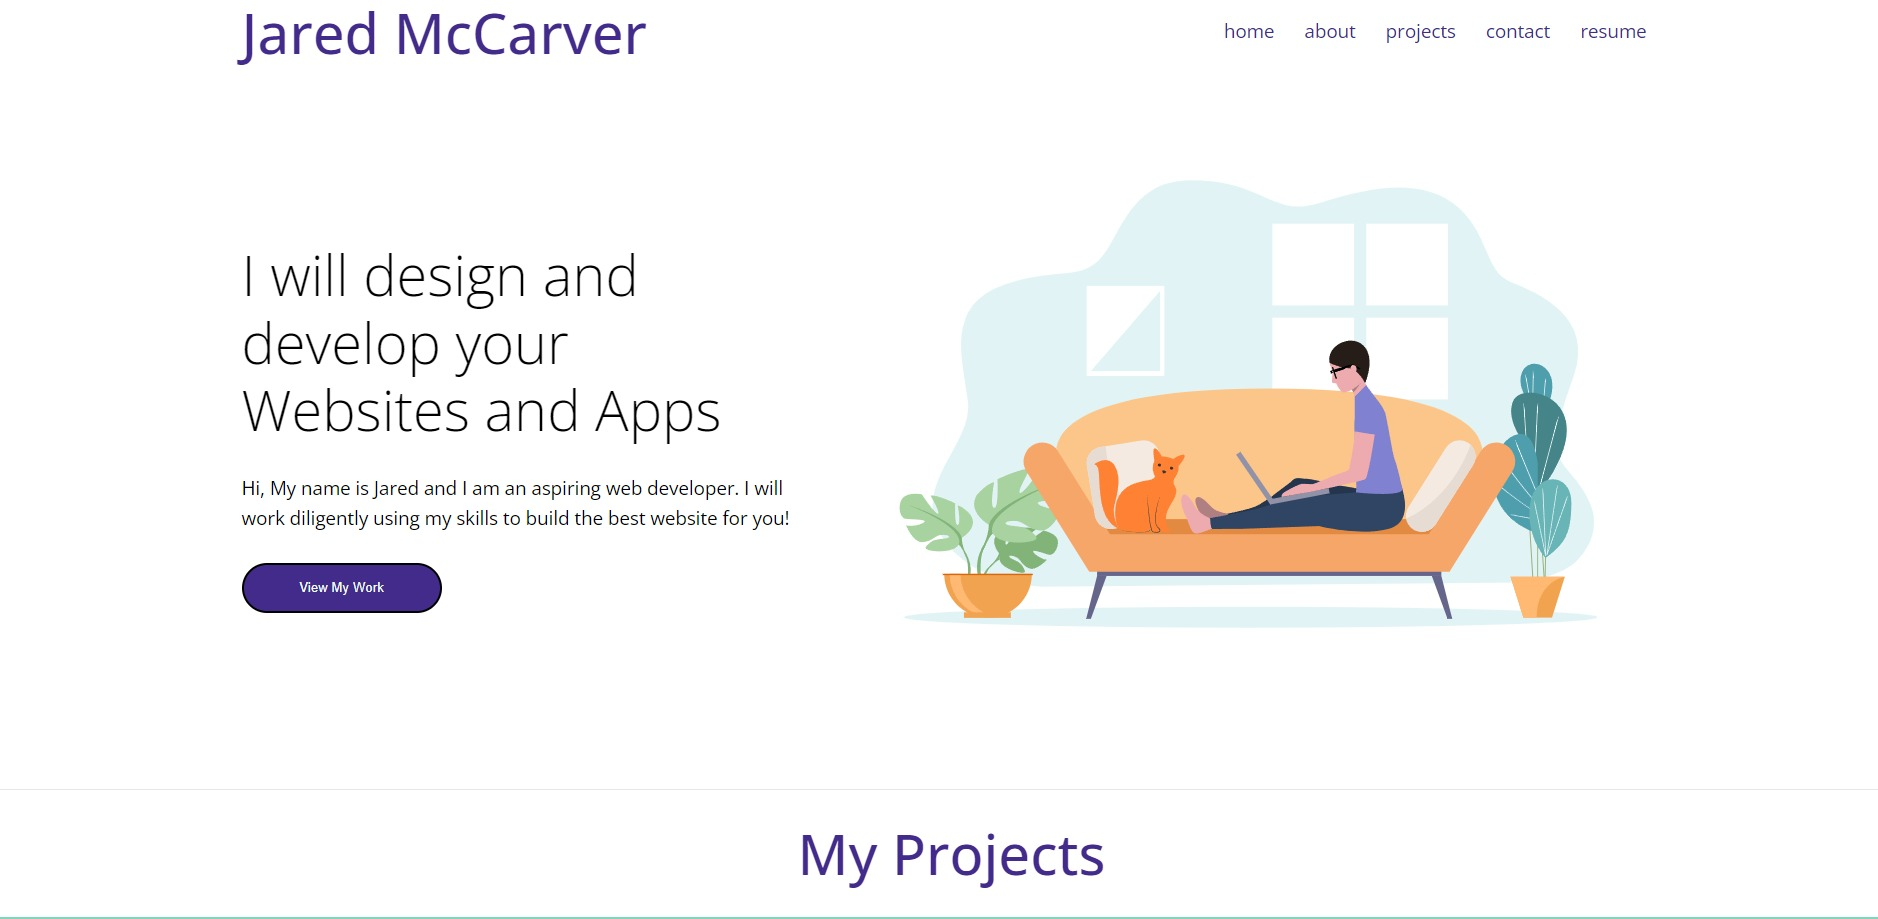 Jared McCarver
home about projects contact resume
I will design and
develop your
Websites and Apps
Hi, My name is Jared and I am an aspiring web developer. I will
work diligently using my skills to build the best website for you!
View My Work
My Projects